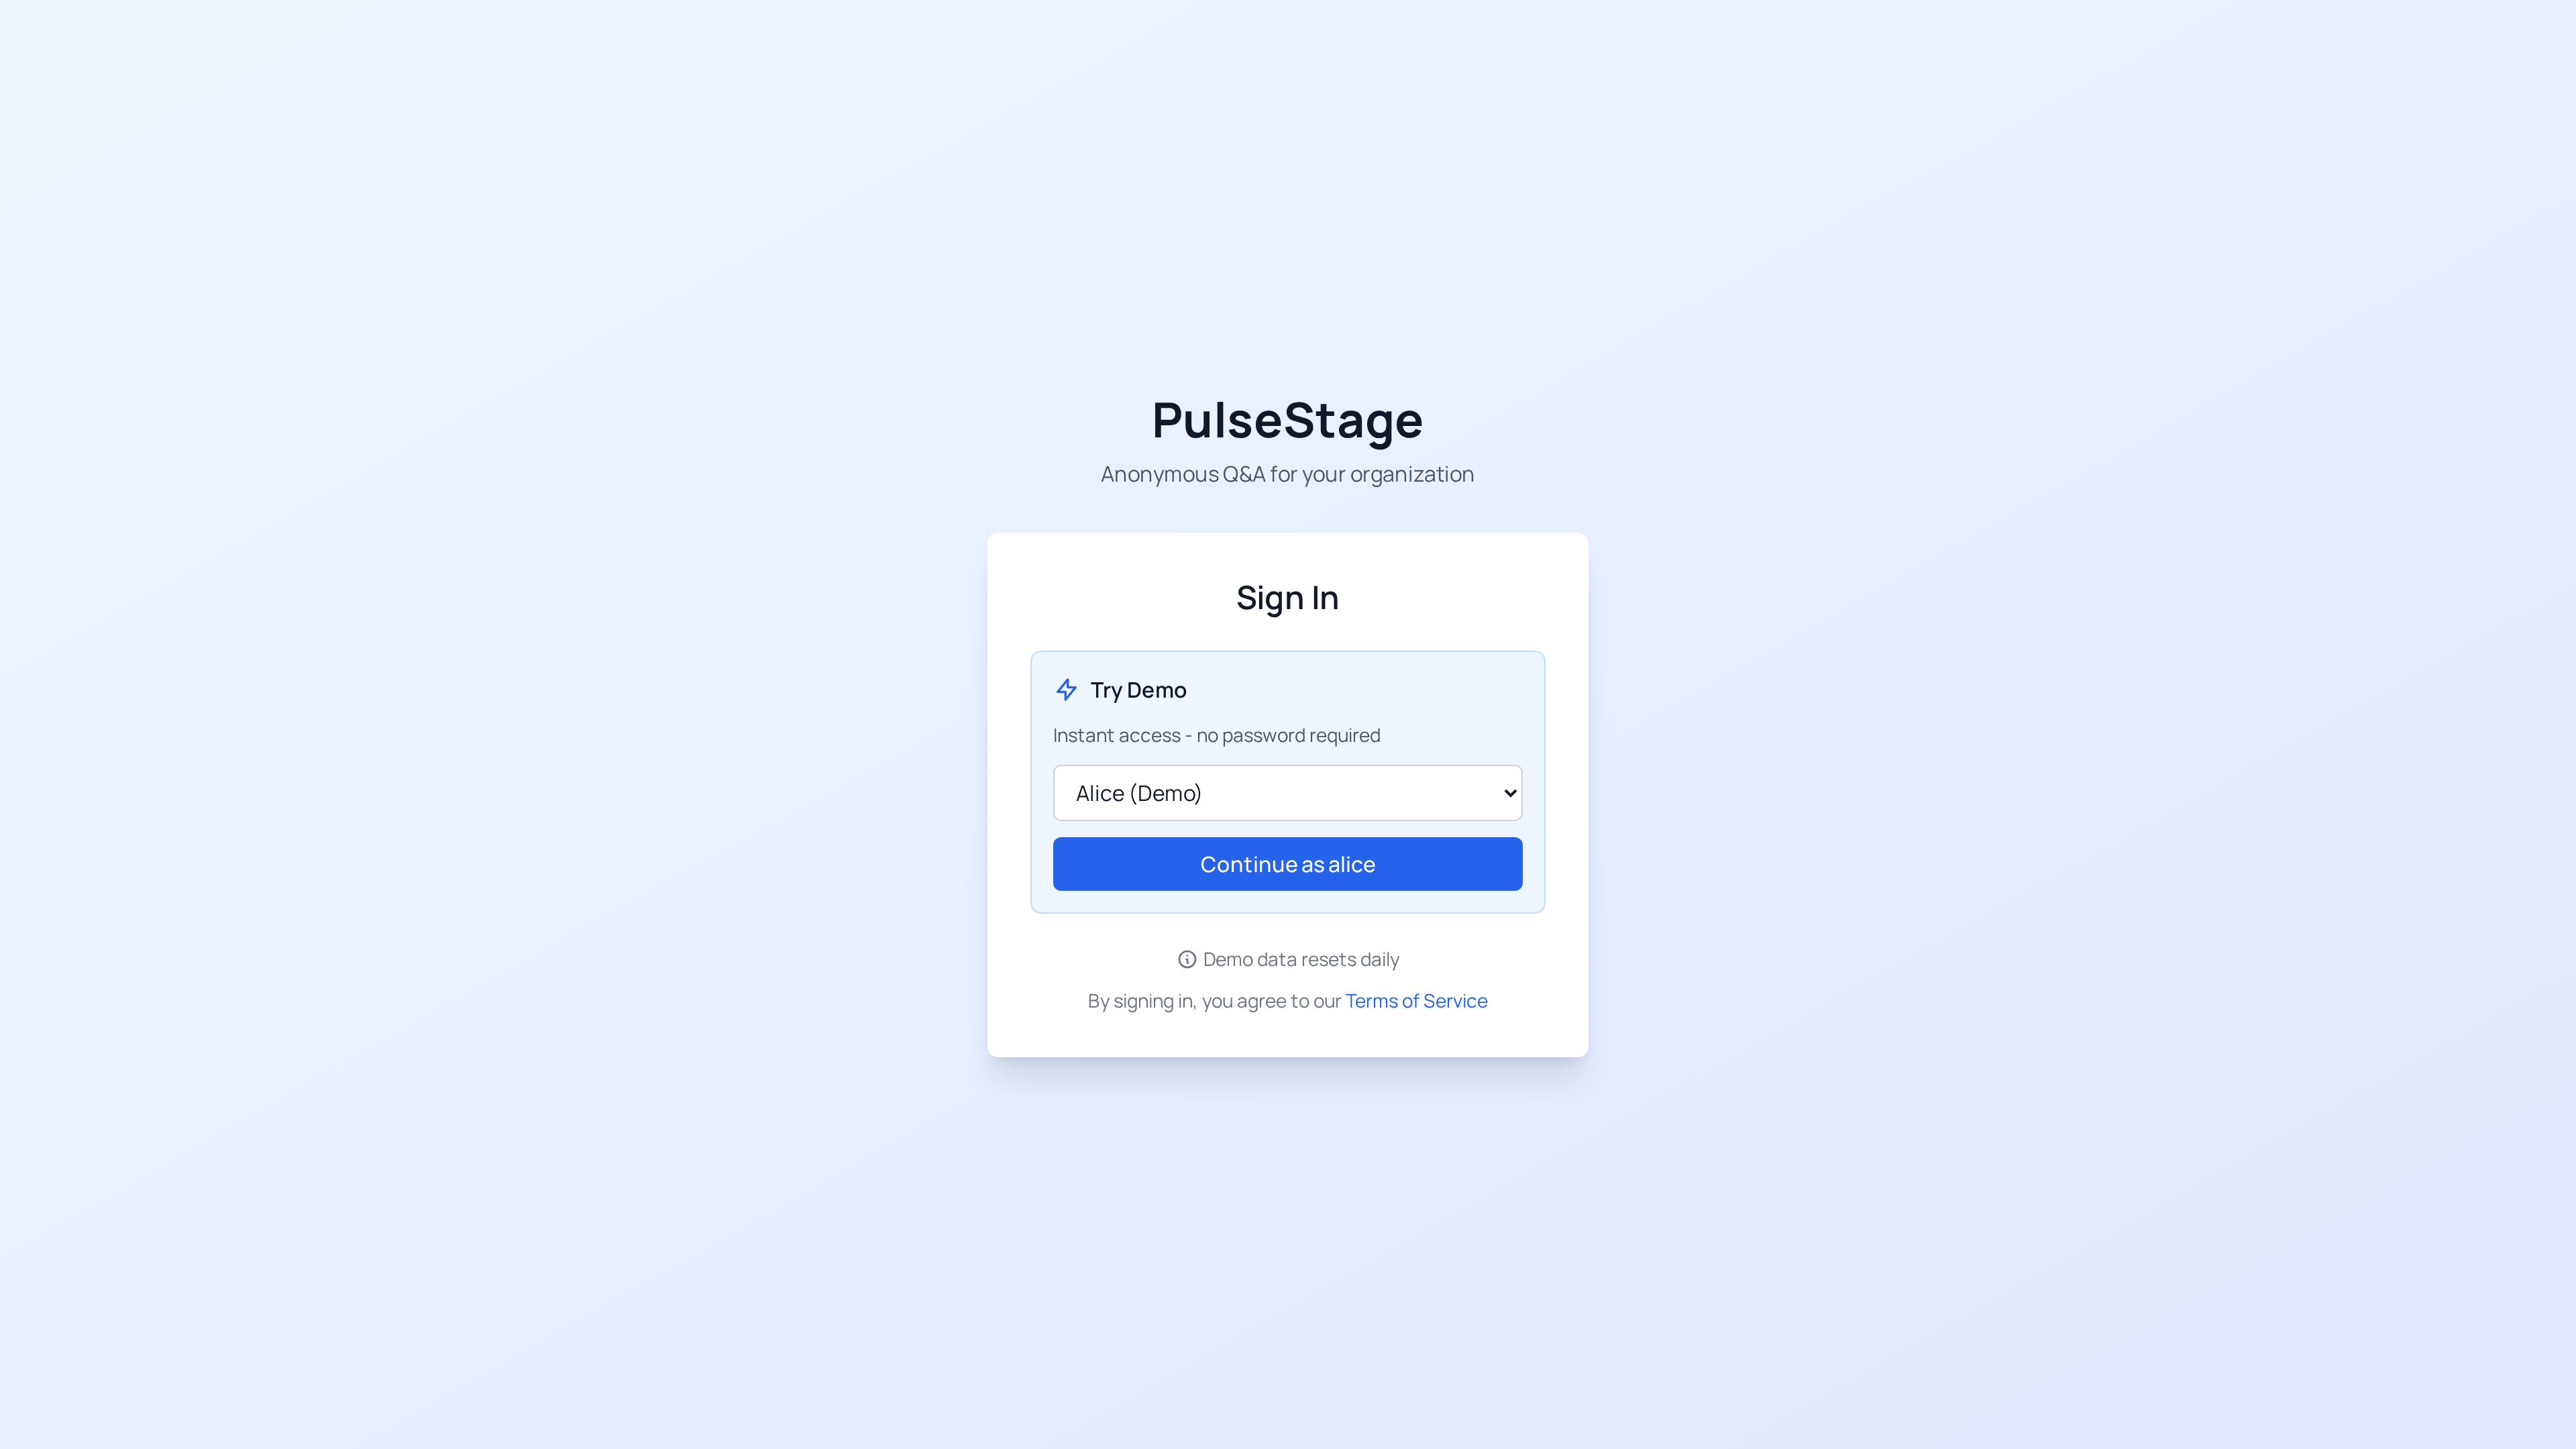 PulseStage
Anonymous Q&A for your organization
Sign In
Try Demo
Instant access - no password required
Alice (Demo)
Continue as alice
Demo data resets daily
By signing in, you agree to our Terms of Service